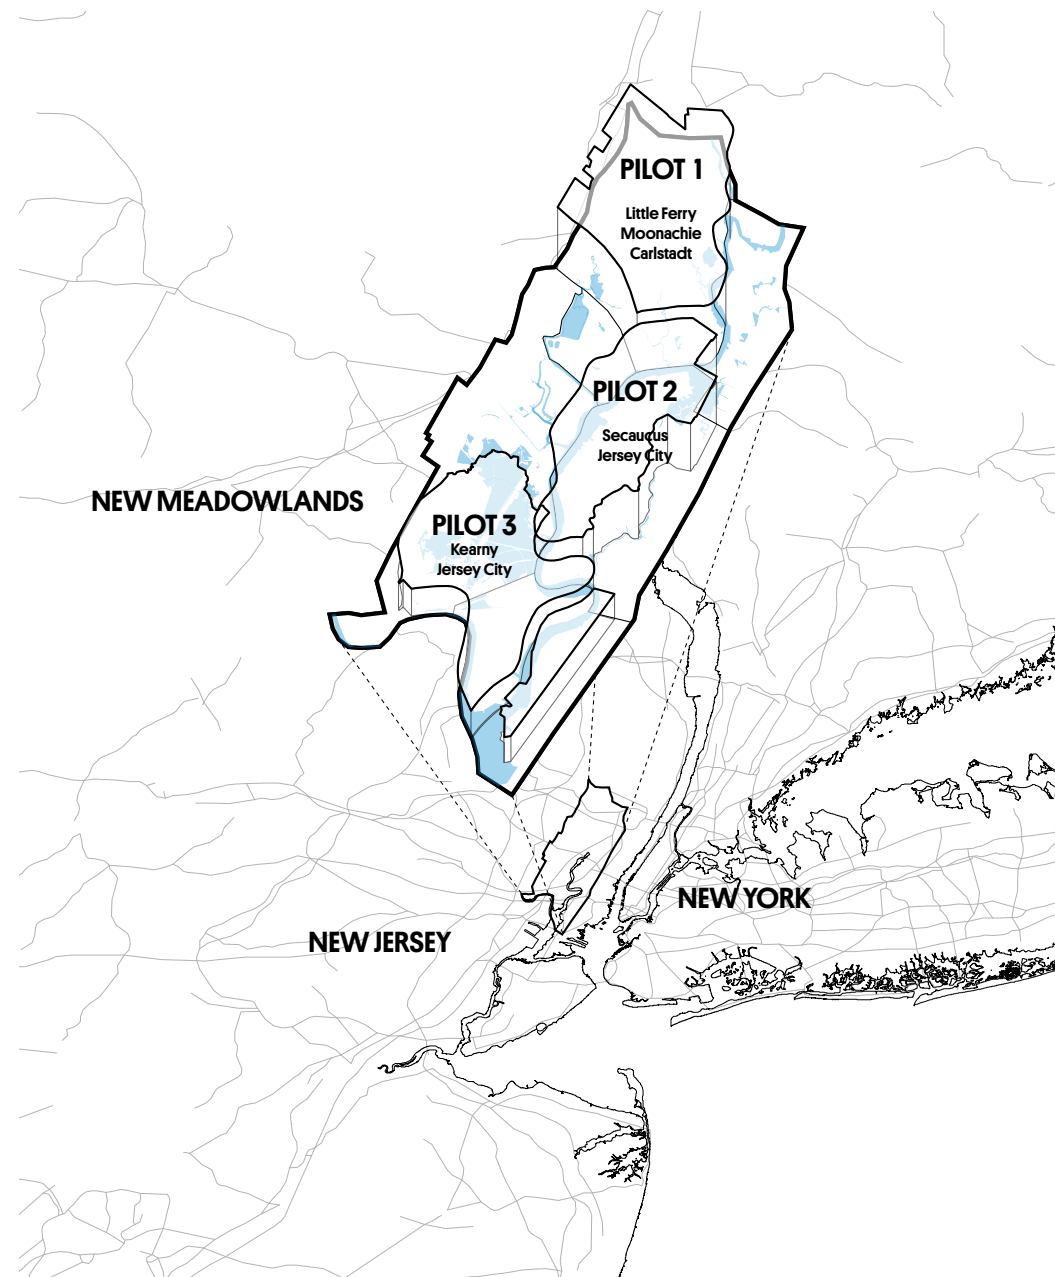 PILOT 1
Little Ferry
Moonachie
Carlstadt
PILOT 2
Secaucus
Jersey City
NEW MEADOWLANDS
PILOT 3
Kearny
Jersey City
NEW YORK
NEW JERSEY